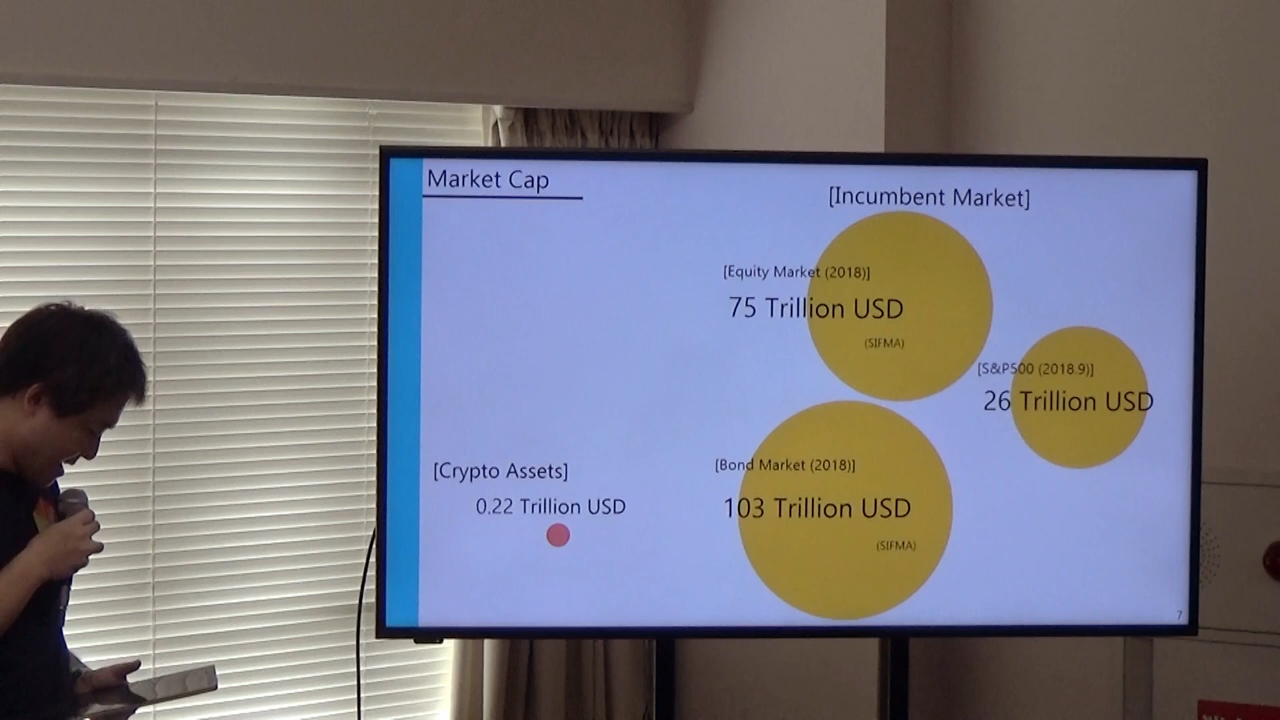 Market Cap
[Incumbent Market]
[Equity Market (2018)]
75 Trillion USD
(SIFMA)
[S&P500 (2018.9)]
26 Trillion USD
[Crypto Assets]
0.22 Trillion USD
[Bond Market (2018)]
103 Trillion USD
(SIFMA)
7